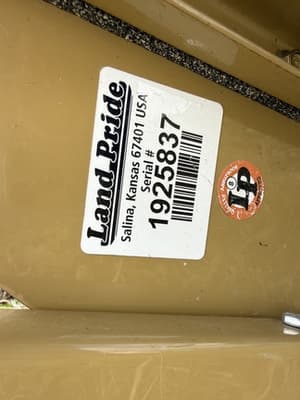 Land Pride
Salina, Kansas 67401 USA
Serial #
1925837
LP